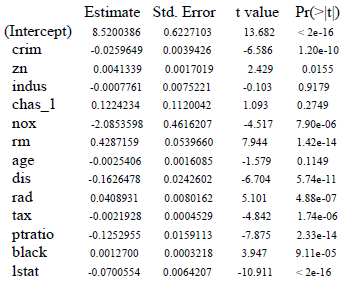 Estimate Std. Error t value Pr(>|t|)
(Intercept) 8.5200386 0.6227103 13.682 < 2e-16
crim -0.0259649 0.0039426 -6.586 1.20e-10
zn 0.0041339 0.0017019 2.429 0.0155
indus -0.0007761 0.0075221 -0.103 0.9179
chas_1 0.1224234 0.1120042 1.093 0.2749
nox -2.0853598 0.4616207 -4.517 7.90e-06
rm 0.4287159 0.0539660 7.944 1.42e-14
age -0.0025406 0.0016085 -1.579 0.1149
dis -0.1626478 0.0242602 -6.704 5.74e-11
rad 0.0408931 0.0080162 5.101 4.88e-07
tax -0.0021928 0.0004529 -4.842 1.74e-06
ptratio -0.1252955 0.0159113 -7.875 2.33e-14
black 0.0012700 0.0003218 3.947 9.11e-05
lstat -0.0700554 0.0064207 -10.911 < 2e-16